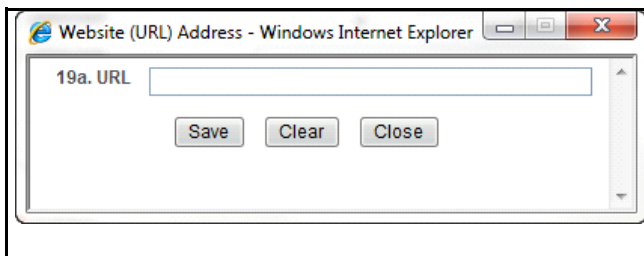 Website (URL) Address - Windows Internet Explorer
19a. URL
Save Clear Close